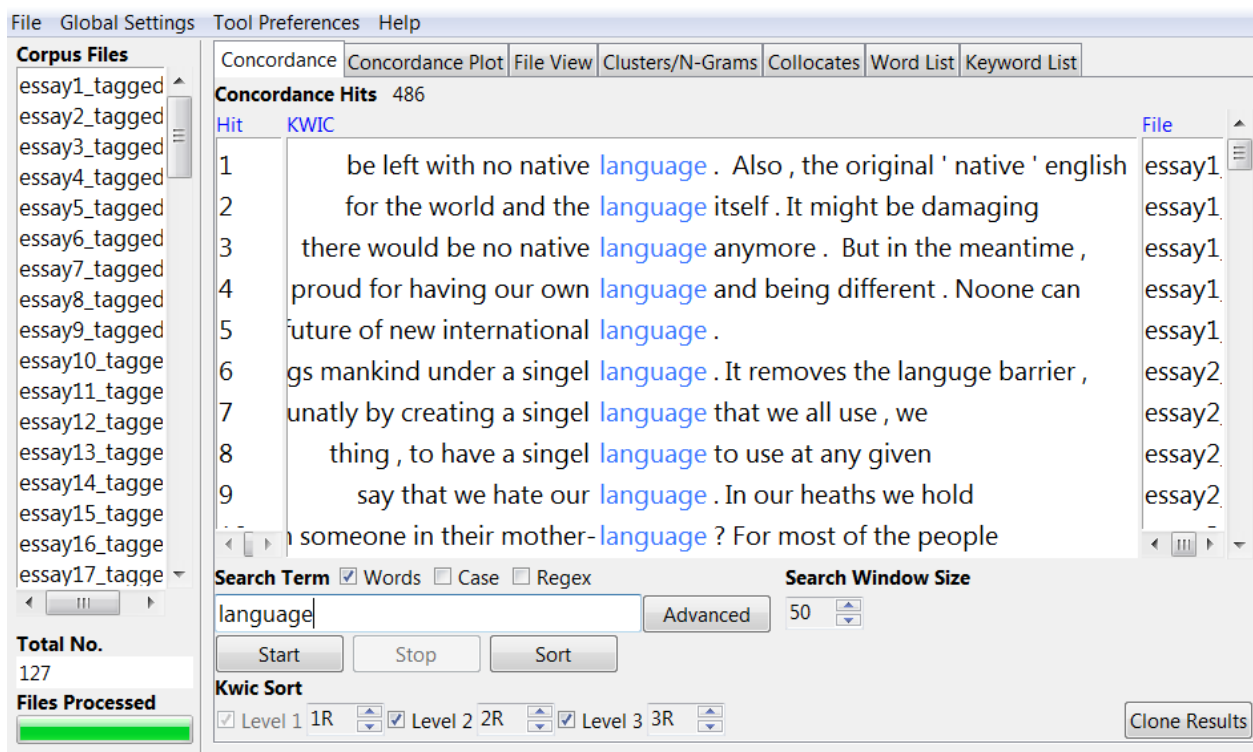 File Global Settings Tool Preferences Help
Corpus Files
essay1_tagged
essay2_tagged
essay3_tagged
essay4_tagged
essay5_tagged
essay6_tagged
essay7_tagged
essay8_tagged
essay9_tagged
essay10_tagge
essay11_tagge
essay12_tagge
essay13_tagge
essay14_tagge
essay15_tagge
essay16_tagge
essay17_tagge
Total No.
127
Files Processed
Concordance Concordance Plot File View Clusters/N-Grams Collocates Word List Keyword List
Concordance Hits 486
Hit KWIC File
1 be left with no native language . Also , the original ' native ' english essay1_
2 for the world and the language itself . It might be damaging essay1_
3 there would be no native language anymore . But in the meantime , essay1_
4 proud for having our own language and being different . Noone can essay1_
5 future of new international language . essay1_
6 gs mankind under a singel language . It removes the languge barrier , essay2_
7 unatly by creating a singel language that we all use , we essay2_
8 thing , to have a singel language to use at any given essay2_
9 say that we hate our language . In our heaths we hold essay2_
someone in their mother- language ? For most of the people
Search Term Words Case Regex Search Window Size
language Advanced 50
Start Stop Sort
Kwic Sort
Level 1 1R Level 2 2R Level 3 3R Clone Results